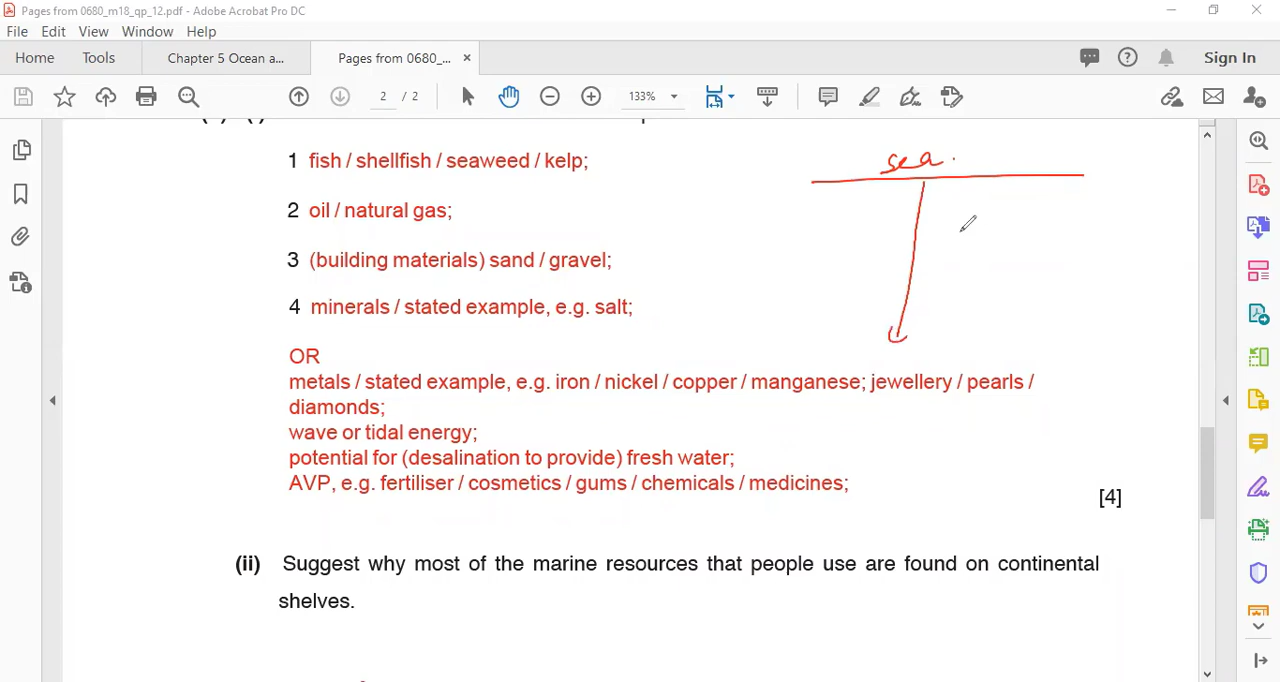 Pages from 0680_m18_qp_12.pdf - Adobe Acrobat Pro DC
File Edit View Window Help
Home Tools Chapter 5 Ocean a... Pages from 0680_... × Sign In
2 / 2 133%
1 fish / shellfish / seaweed / kelp;
sea.
2 oil / natural gas;
3 (building materials) sand / gravel;
4 minerals / stated example, e.g. salt;
OR
metals / stated example, e.g. iron / nickel / copper / manganese; jewellery / pearls /
diamonds;
wave or tidal energy;
potential for (desalination to provide) fresh water;
AVP, e.g. fertiliser / cosmetics / gums / chemicals / medicines;
[4]
(ii) Suggest why most of the marine resources that people use are found on continental
shelves.